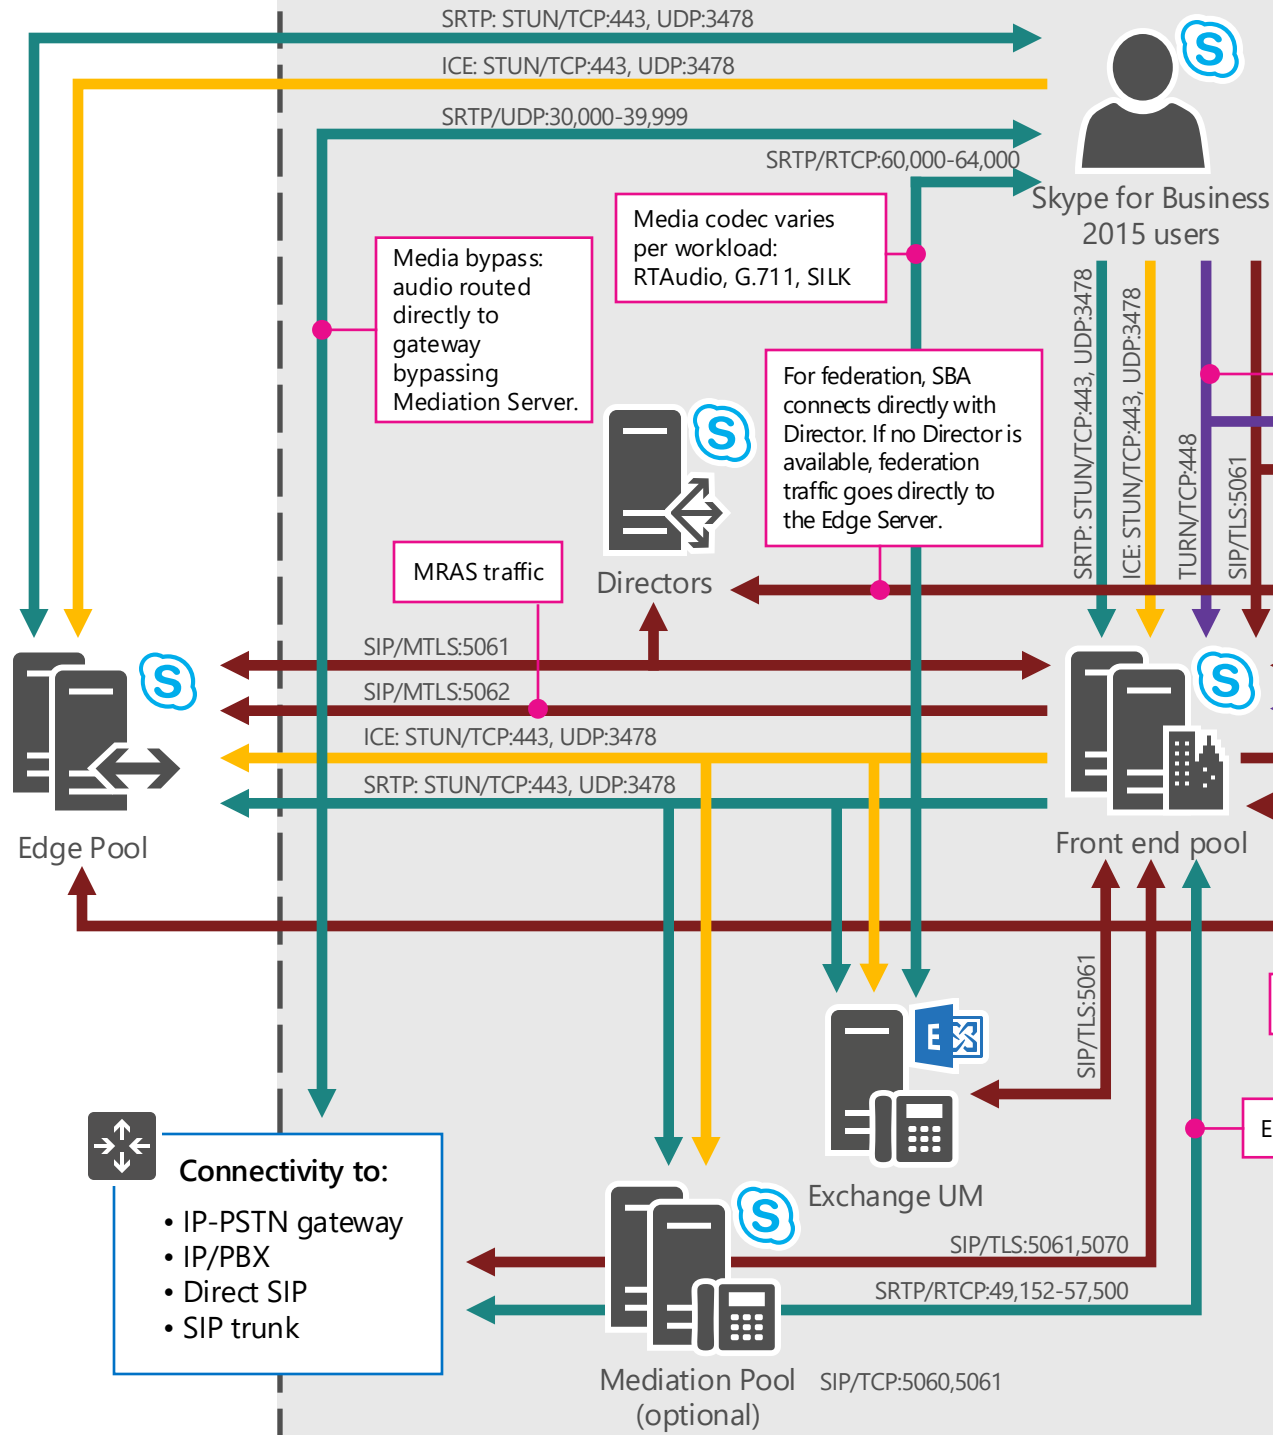 SRTP: STUN/TCP:443, UDP:3478
ICE: STUN/TCP:443, UDP:3478
SRTP/UDP:30,000-39,999
SRTP/RTCP:60,000-64,000
Skype for Business
2015 users
Media codec varies
per workload:
RTAudio, G.711, SILK
Media bypass:
audio routed
directly to
gateway
bypassing
Mediation Server.
For federation, SBA
connects directly with
Director. If no Director is
available, federation
traffic goes directly to
the Edge Server.
SRTP: STUN/TCP:443, UDP:3478
ICE: STUN/TCP:443, UDP:3478
TURN/TCP:448
SIP/TLS:5061
MRAS traffic
Directors
SIP/MTLS:5061
SIP/MTLS:5062
ICE: STUN/TCP:443, UDP:3478
SRTP: STUN/TCP:443, UDP:3478
Edge Pool
Front end pool
SIP/TLS:5061
E
Exchange UM
E
Connectivity to:
• IP-PSTN gateway
• IP/PBX
• Direct SIP
• SIP trunk
SIP/TLS:5061,5070
SRTP/RTCP:49,152-57,500
Mediation Pool
(optional)
SIP/TCP:5060,5061